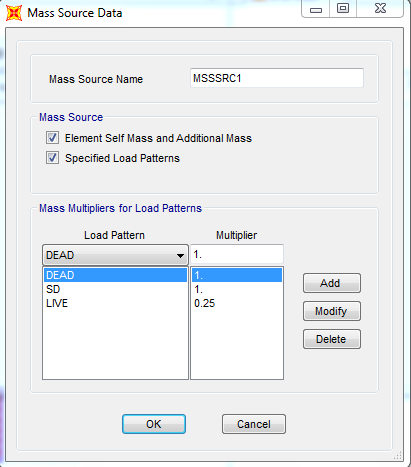 Mass Source Data
Mass Source Name MSSSRC1
Mass Source
Element Self Mass and Additional Mass
Specified Load Patterns
Mass Multipliers for Load Patterns
Load Pattern Multiplier
DEAD 1.
DEAD 1.
SD 1.
LIVE 0.25
Add
Modify
Delete
OK Cancel